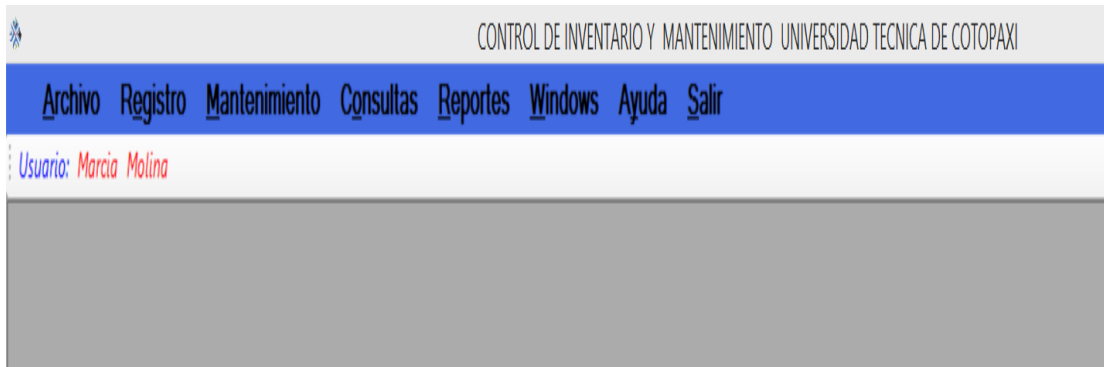 CONTROL DE INVENTARIO Y MANTENIMIENTO UNIVERSIDAD TECNICA DE COTOPAXI
Archivo Registro Mantenimiento Consultas Reportes Windows Ayuda Salir
Usuario: Marcia Molina